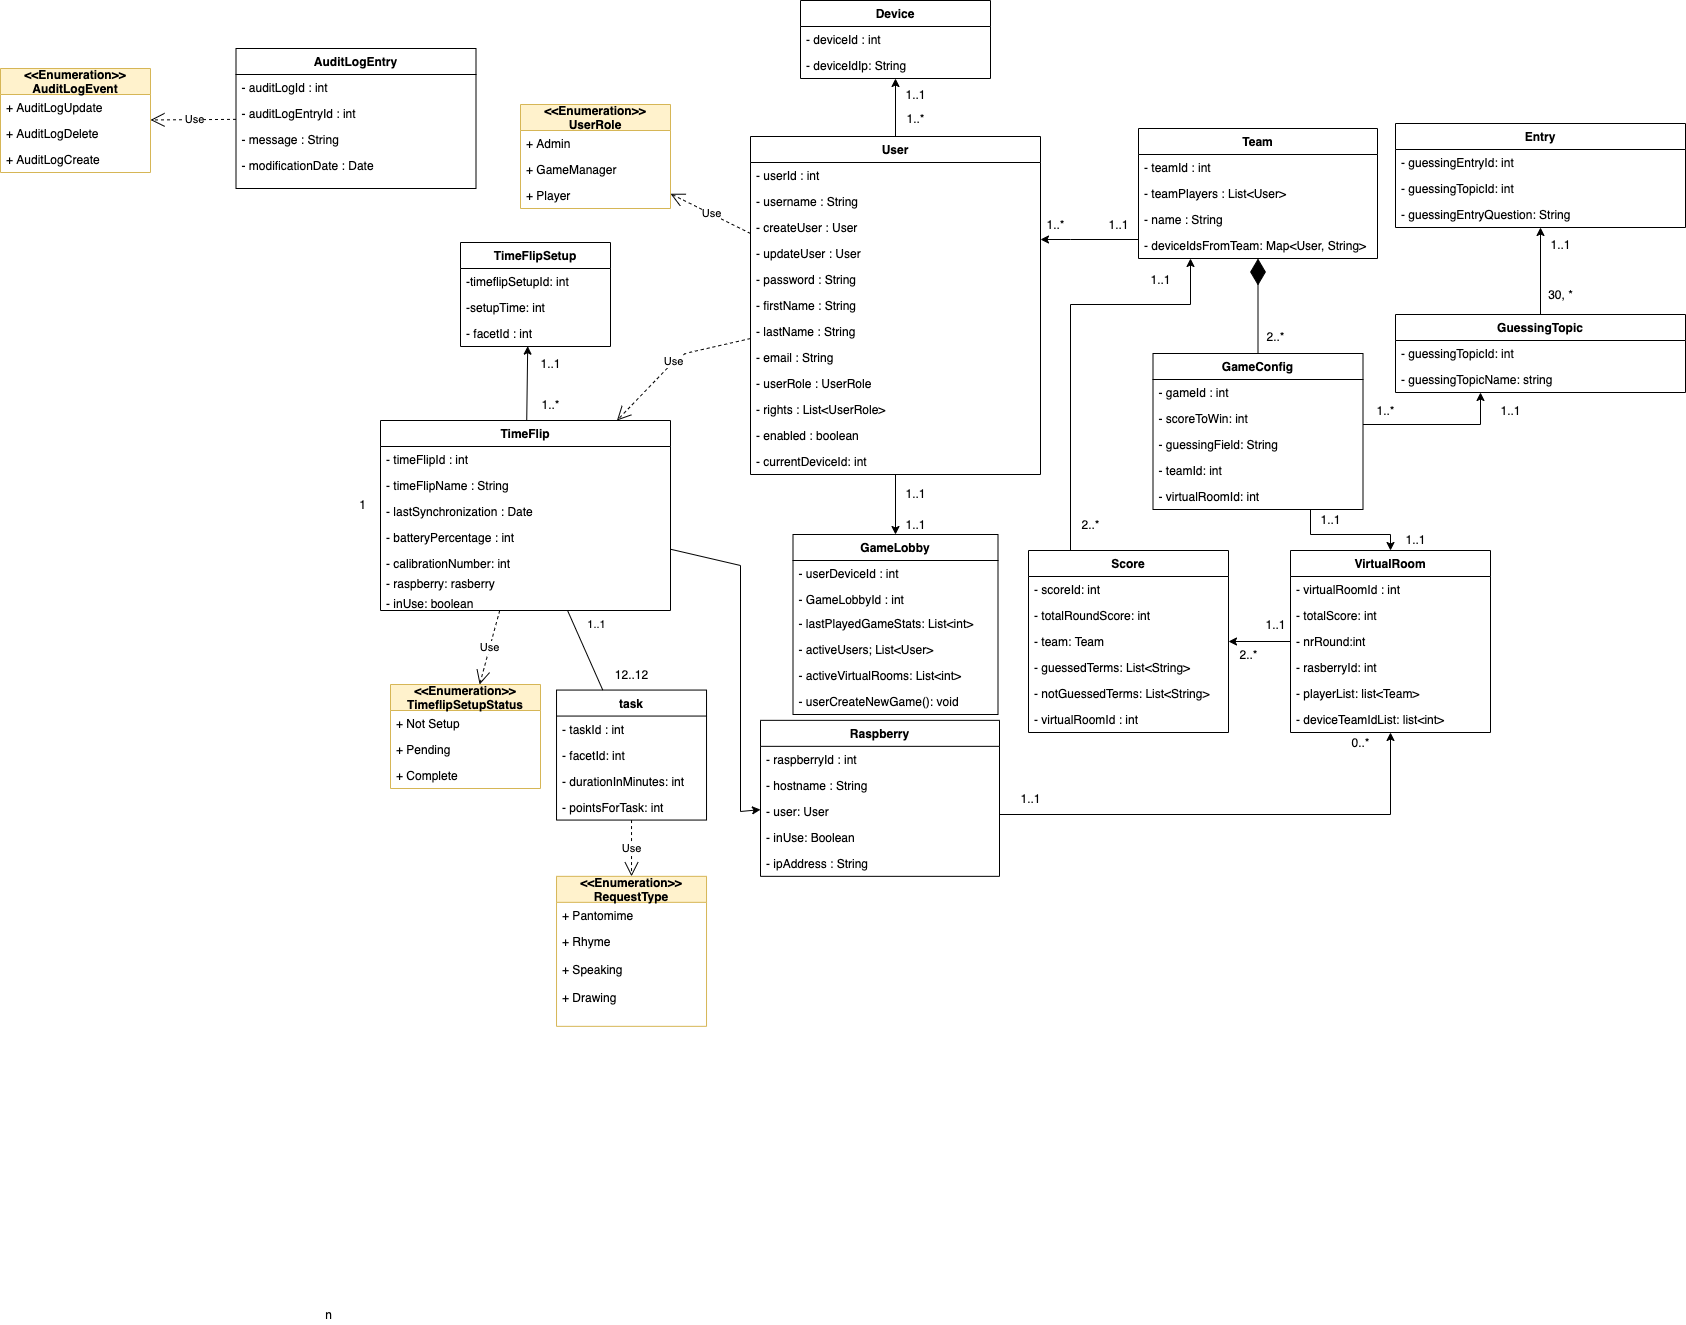 Device
- deviceId : int
- deviceIdIp: String
1..1
1..*
<<Enumeration>>
AuditLogEvent
+ AuditLogUpdate
+ AuditLogDelete
+ AuditLogCreate
Use
AuditLogEntry
- auditLogId : int
- auditLogEntryId : int
- message : String
- modificationDate : Date
<<Enumeration>>
UserRole
+ Admin
+ GameManager
+ Player
Use
User
- userId : int
- username : String
- createUser : User
- updateUser : User
- password : String
- firstName : String
- lastName : String
- email : String
- userRole : UserRole
- rights : List<UserRole>
- enabled : boolean
- currentDeviceId: int
1..*
1..1
Team
- teamId : int
- teamPlayers : List<User>
- name : String
- deviceIdsFromTeam: Map<User, String>
1..1
2..*
Entry
- guessingEntryId: int
- guessingTopicId: int
- guessingEntryQuestion: String
1..1
30, *
GuessingTopic
- guessingTopicId: int
- guessingTopicName: string
1..*
1..1
GameConfig
- gameId : int
- scoreToWin: int
- guessingField: String
- teamId: int
- virtualRoomId: int
1..1
1..1
TimeFlipSetup
-timeflipSetupId: int
-setupTime: int
- facetId : int
1..1
1..*
Use
TimeFlip
- timeFlipId : int
- timeFlipName : String
- lastSynchronization : Date
- batteryPercentage : int
- calibrationNumber: int
- raspberry: rasberry
- inUse: boolean
1
1..1
1..1
GameLobby
- userDeviceId : int
- GameLobbyId : int
- lastPlayedGameStats: List<int>
- activeUsers; List<User>
- activeVirtualRooms: List<int>
- userCreateNewGame(): void
2..*
Score
- scoreId: int
- totalRoundScore: int
- team: Team
- guessedTerms: List<String>
- notGuessedTerms: List<String>
- virtualRoomId : int
1..1
2..*
VirtualRoom
- virtualRoomId : int
- totalScore: int
- nrRound:int
- rasberryId: int
- playerList: list<Team>
- deviceTeamIdList: list<int>
0..*
Use
1..1
12..12
<<Enumeration>>
TimeflipSetupStatus
+ Not Setup
+ Pending
+ Complete
task
- taskId : int
- facetId: int
- durationInMinutes: int
- pointsForTask: int
Use
Raspberry
- raspberryId : int
- hostname : String
- user: User
- inUse: Boolean
- ipAddress : String
1..1
<<Enumeration>>
RequestType
+ Pantomime
+ Rhyme
+ Speaking
+ Drawing
n